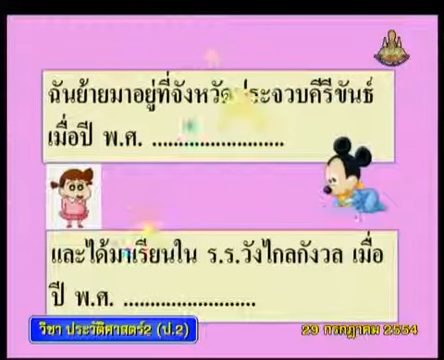 ฉันย้ายมาอยู่ที่จังหวัดประจวบคีรีขันธ์
เมื่อปี พ.ศ. ........................
และได้มาเรียนใน ร.ร.วังไกลกังวล เมื่อ
ปี พ.ศ. ........................
วิชา ประวัติศาสตร์2 (ป.2)
29 กรกฎาคม 2554